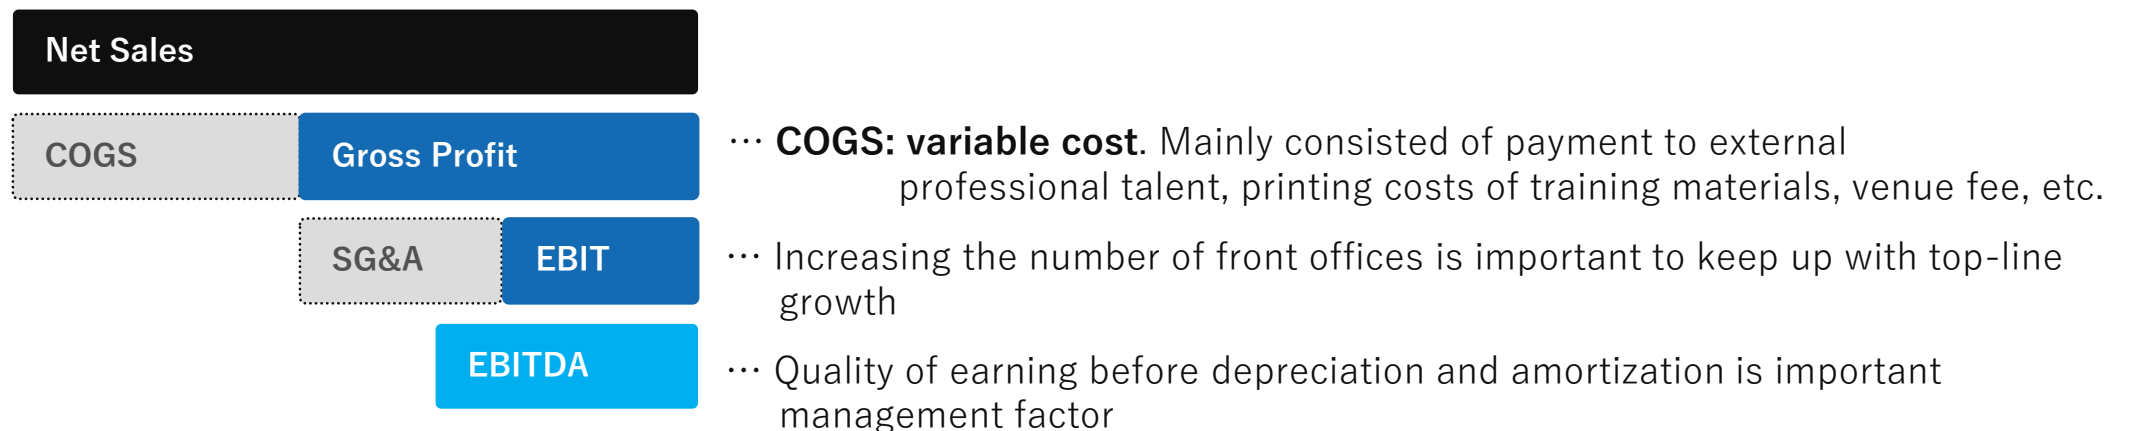 Net Sales
COGS
Gross Profit
… COGS: variable cost. Mainly consisted of payment to external
professional talent, printing costs of training materials, venue fee, etc.
SG&A
EBIT
… Increasing the number of front offices is important to keep up with top-line
growth
EBITDA
… Quality of earning before depreciation and amortization is important
management factor